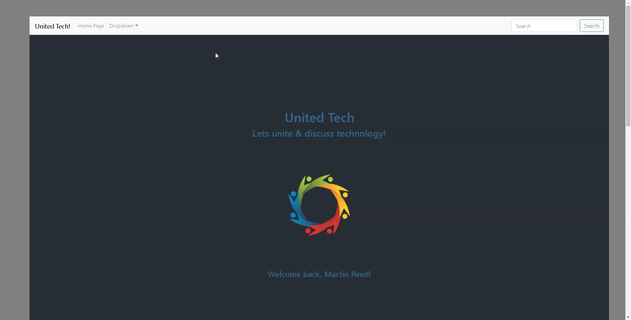 United Tech!
Home Page
Dropdown
Search
Search
United Tech
Lets unite & discuss technology!
Welcome back, Martin Reed!